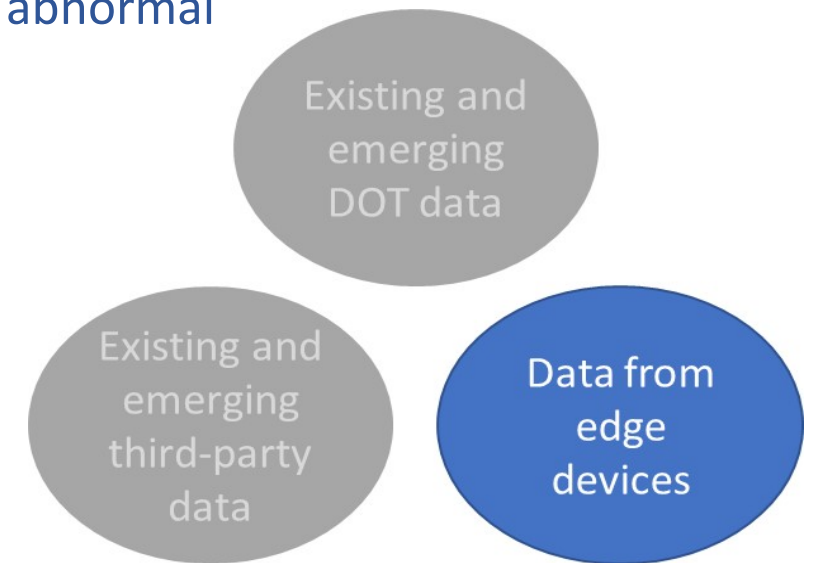 abnormal
Existing and
emerging
DOT data
Existing and
emerging
third-party
data
Data from
edge
devices